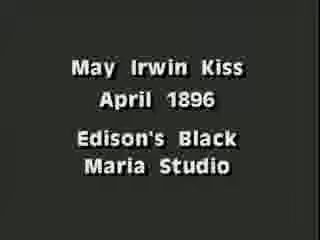 May Irwin Kiss
April 1896
Edison's Black
Maria Studio